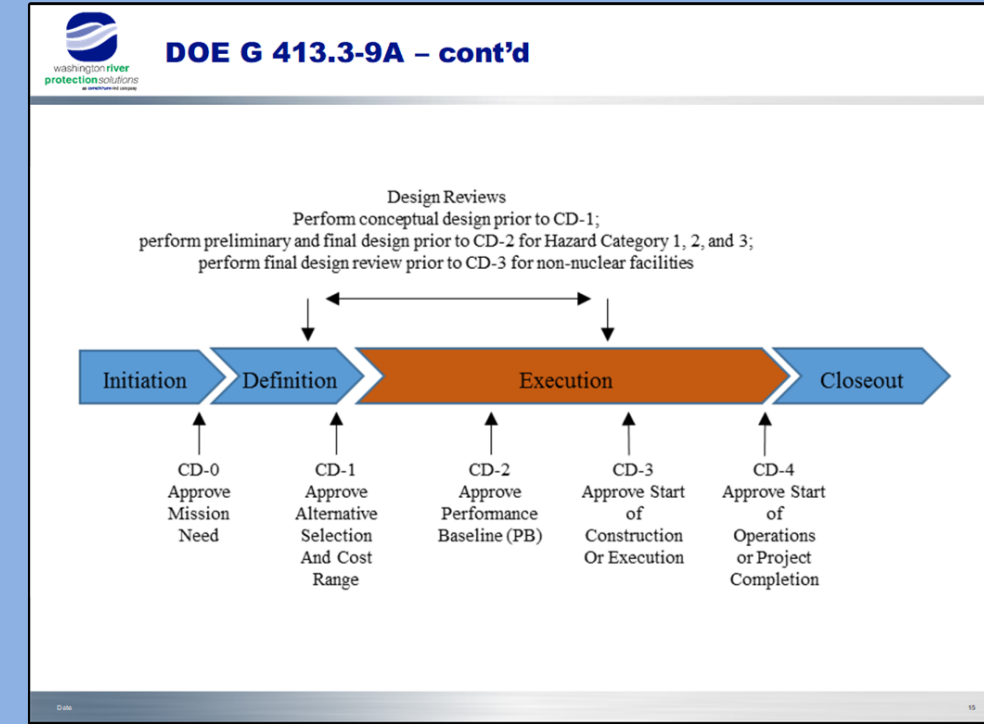 washington river
protection solutions
DOE G 413.3-9A – cont’d
Design Reviews
Perform conceptual design prior to CD-1;
perform preliminary and final design prior to CD-2 for Hazard Category 1, 2, and 3;
perform final design review prior to CD-3 for non-nuclear facilities
Initiation
Definition
Execution
Closeout
CD-0
Approve
Mission
Need
CD-1
Approve
Alternative
Selection
And Cost
Range
CD-2
Approve
Performance
Baseline (PB)
CD-3
Approve Start
of
Construction
Or Execution
CD-4
Approve Start
of
Operations
or Project
Completion
Date
15